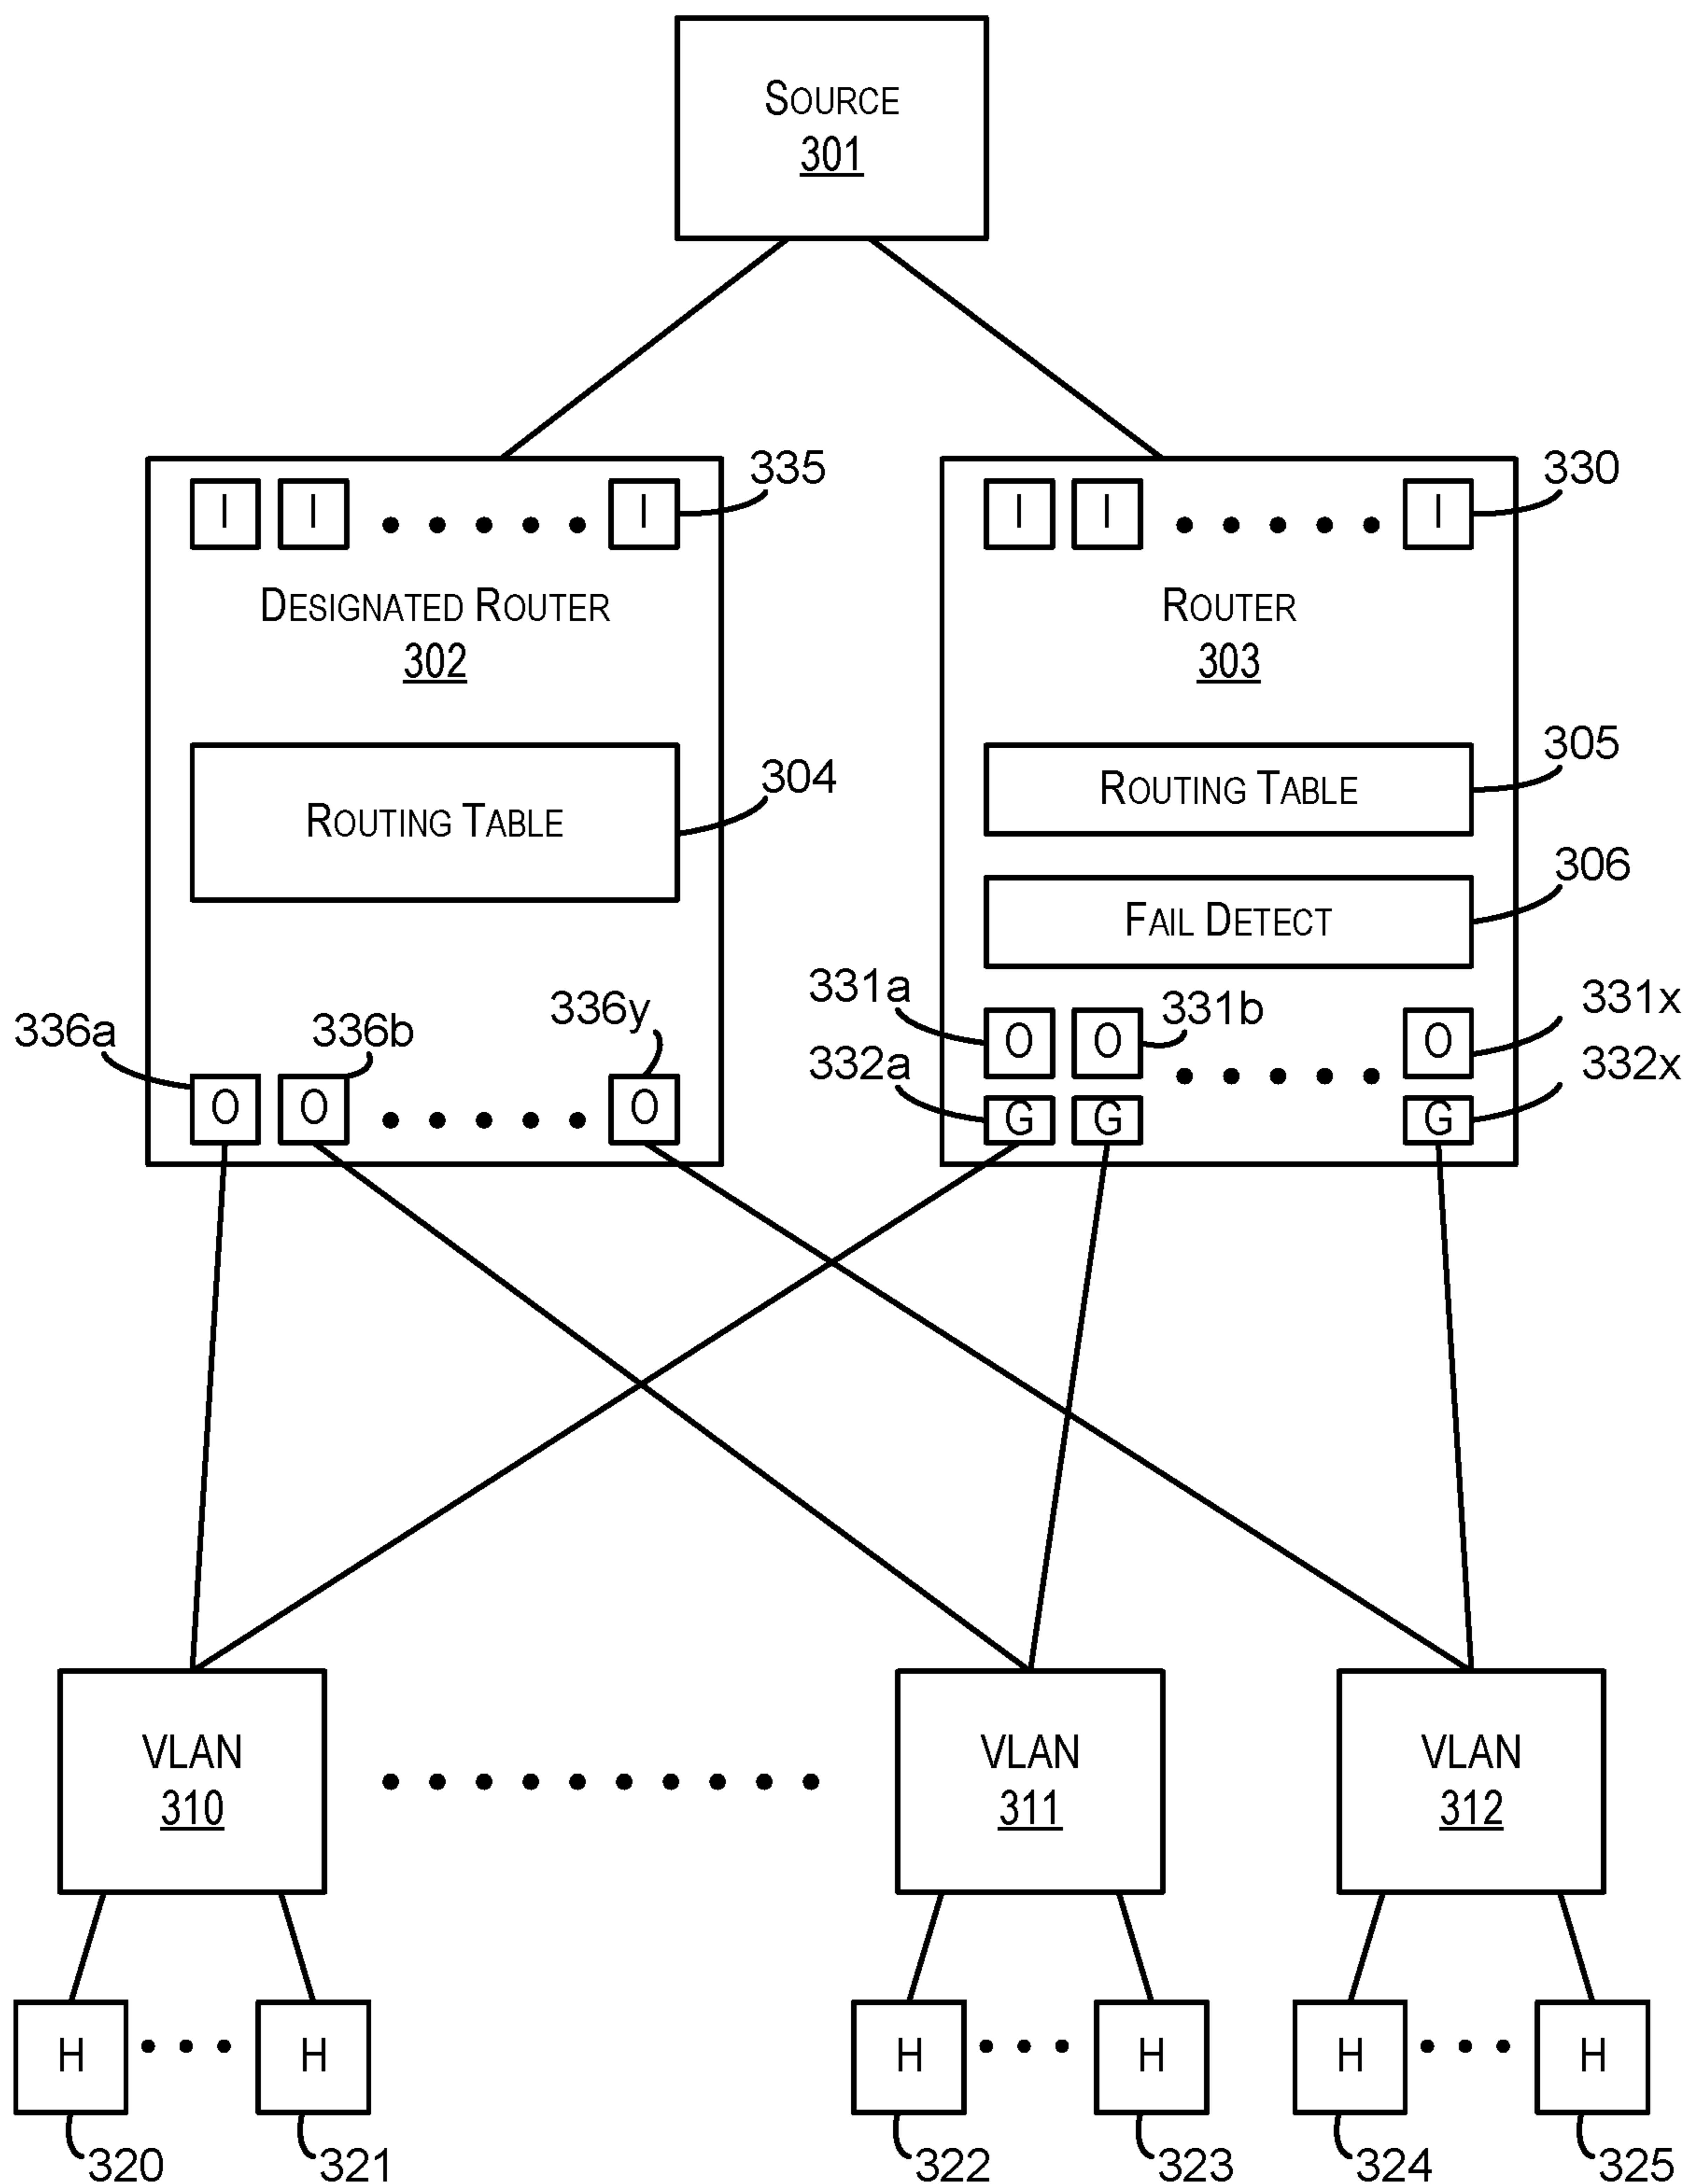 SOURCE
301
335
330
I I I
I I I
DESIGNATED ROUTER
302
ROUTER
303
305
ROUTING TABLE
304
ROUTING TABLE
306
FAIL DETECT
331a
331b
331x
336a
336b
336y
332a
332x
O O O
O O O
G G G
VLAN
310
VLAN
311
VLAN
312
H H H H H H
320 321 322 323 324 325